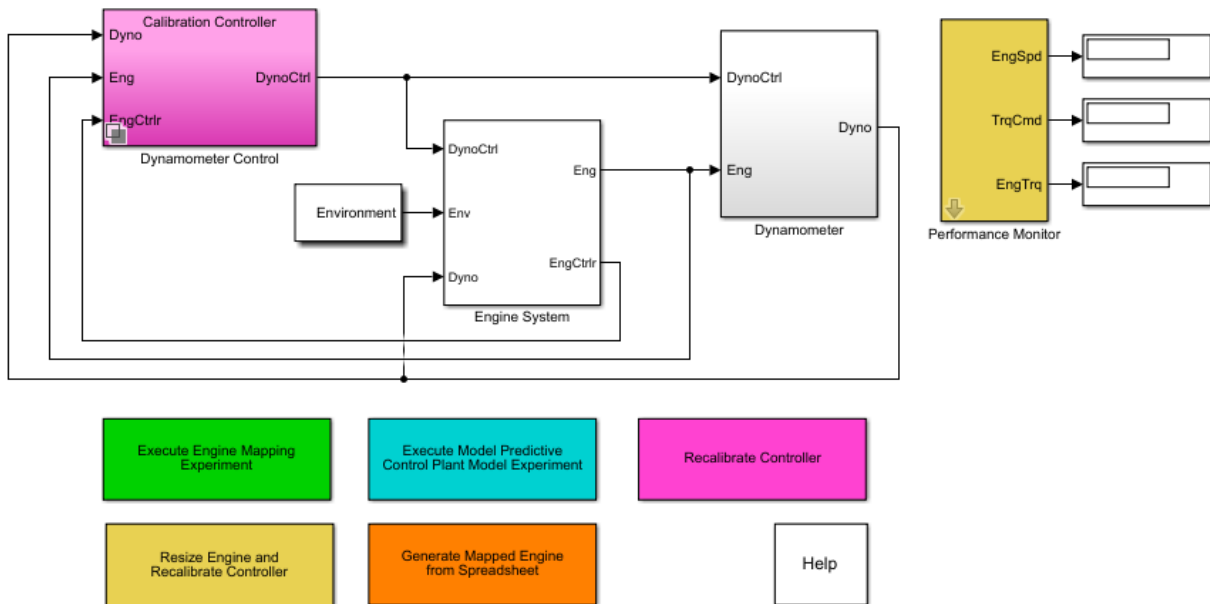 Calibration Controller
Dyno
Eng
DynoCtrl
EngCtrlr
Dynamometer Control
DynoCtrl
Eng
Env
Dyno
EngCtrlr
Engine System
Environment
DynoCtrl
Dyno
Eng
Dynamometer
EngSpd
TrqCmd
EngTrq
Performance Monitor
Execute Engine Mapping
Experiment
Execute Model Predictive
Control Plant Model Experiment
Recalibrate Controller
Resize Engine and
Recalibrate Controller
Generate Mapped Engine
from Spreadsheet
Help